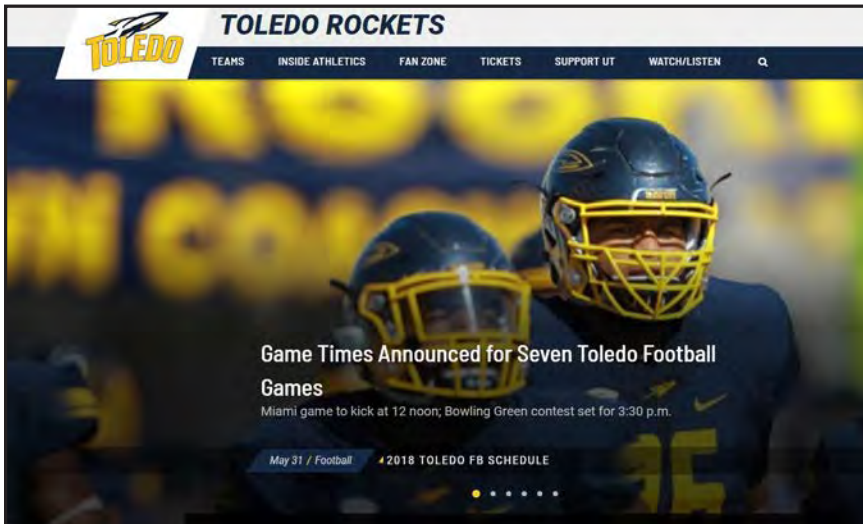 TOLEDO
TOLEDO ROCKETS
TEAMS INSIDE ATHLETICS FAN ZONE TICKETS SUPPORT UT WATCH/LISTEN
Game Times Announced for Seven Toledo Football
Games
Miami game to kick at 12 noon; Bowling Green contest set for 3:30 p.m.
May 31 / Football 2018 TOLEDO FB SCHEDULE